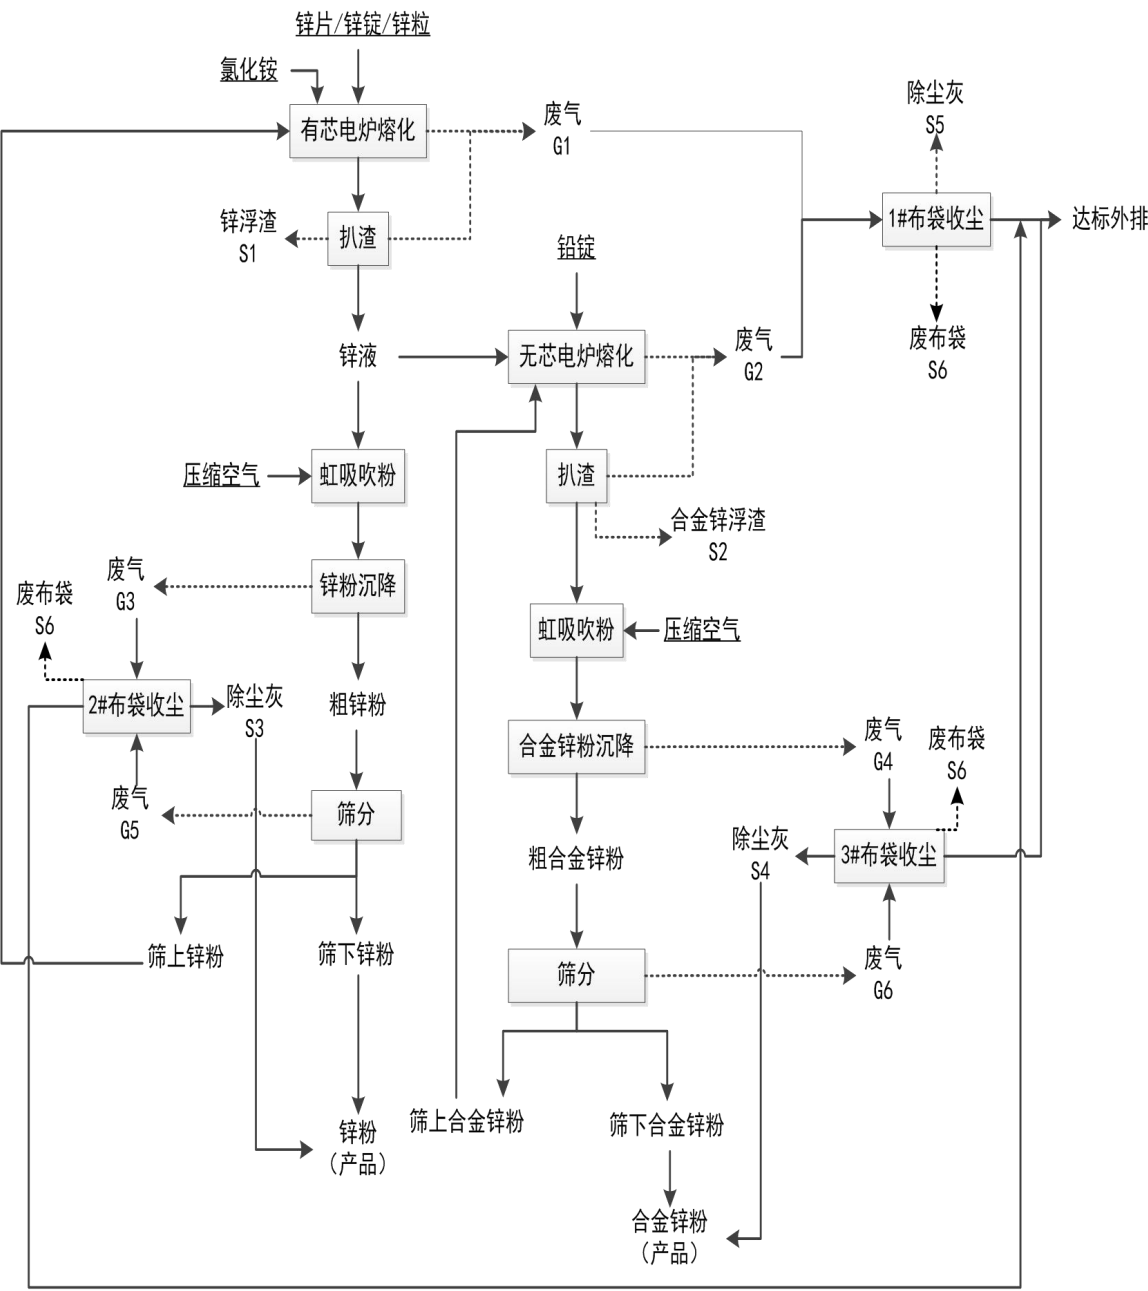 锌片/锌锭/锌粒
氯化铵
有芯电炉熔化
废气
G1
除尘灰
S5
锌浮渣
S1
扒渣
铅锭
1#布袋收尘
达标外排
锌液
无芯电炉熔化
废气
G2
废布袋
S6
压缩空气
虹吸吹粉
扒渣
合金锌浮渣
S2
废气
G3
锌粉沉降
废布袋
S6
虹吸吹粉
压缩空气
2#布袋收尘
除尘灰
S3
粗锌粉
合金锌粉沉降
废气
G4
废布袋
S6
废气
G5
筛分
粗合金锌粉
除尘灰
S4
3#布袋收尘
筛上锌粉
筛下锌粉
筛分
废气
G6
锌粉
（产品）
筛上合金锌粉
筛下合金锌粉
合金锌粉
（产品）